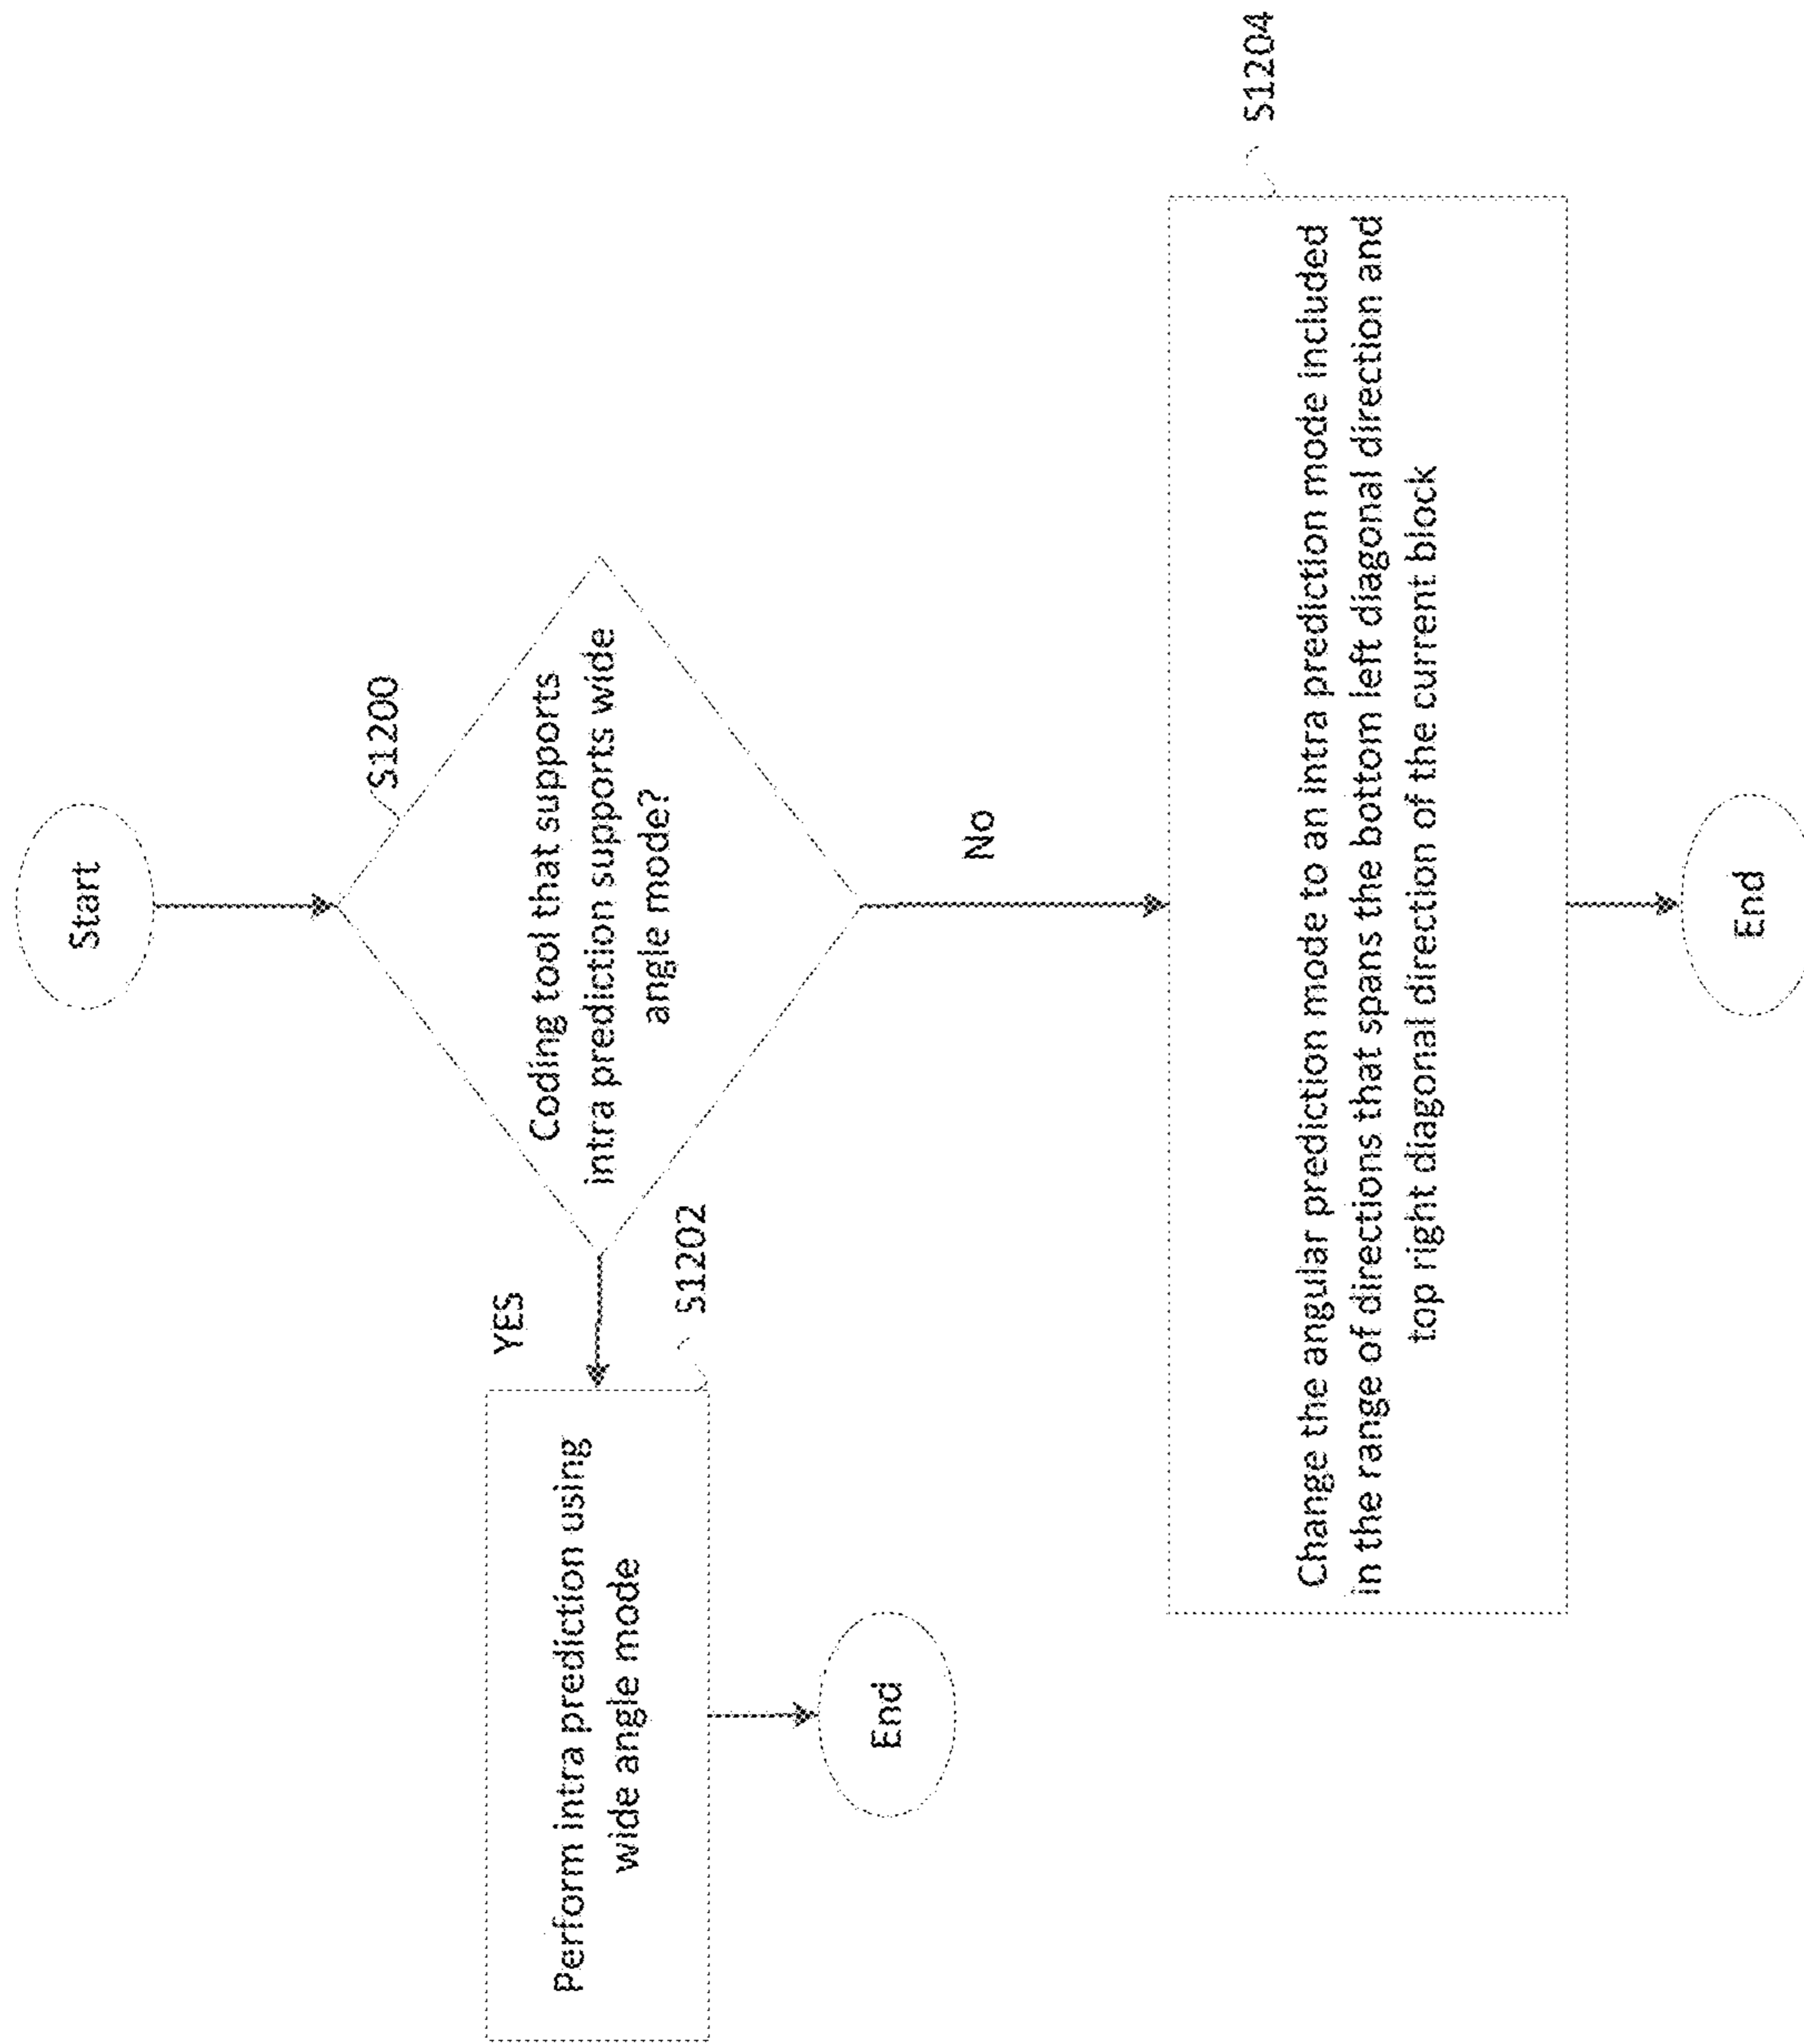 Start
S1200
Coding tool that supports
intra prediction supports wide
angle mode?
YES
S1202
Perform intra prediction using
wide angle mode
End
No
S1204
Change the angular prediction mode to an intra prediction mode included
in the range of directions that spans the bottom left diagonal direction and
top right diagonal direction of the current block
End